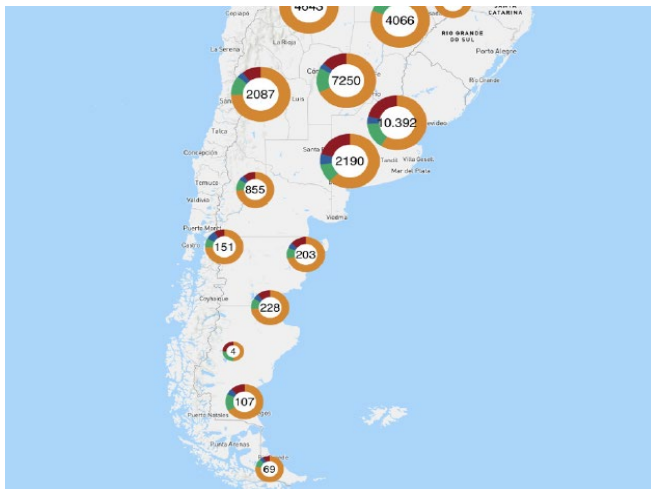 Copiapo
4643
4066
SANTA
CATARINA
RIO GRANDE
DO SUL
La Serena
La Rioja
Porto Alegre
7250
Rio Grande
2087
Luis
10.392
Talca
Santa
2190
Tandil
Villa Gesell
Concepción
Mar del Plata
Temuco
855
Valdivia
Viedma
Puerto Montt
Castro
151
203
Coyhaique
228
4
107
Puerto Natales
Punta Arenas
69